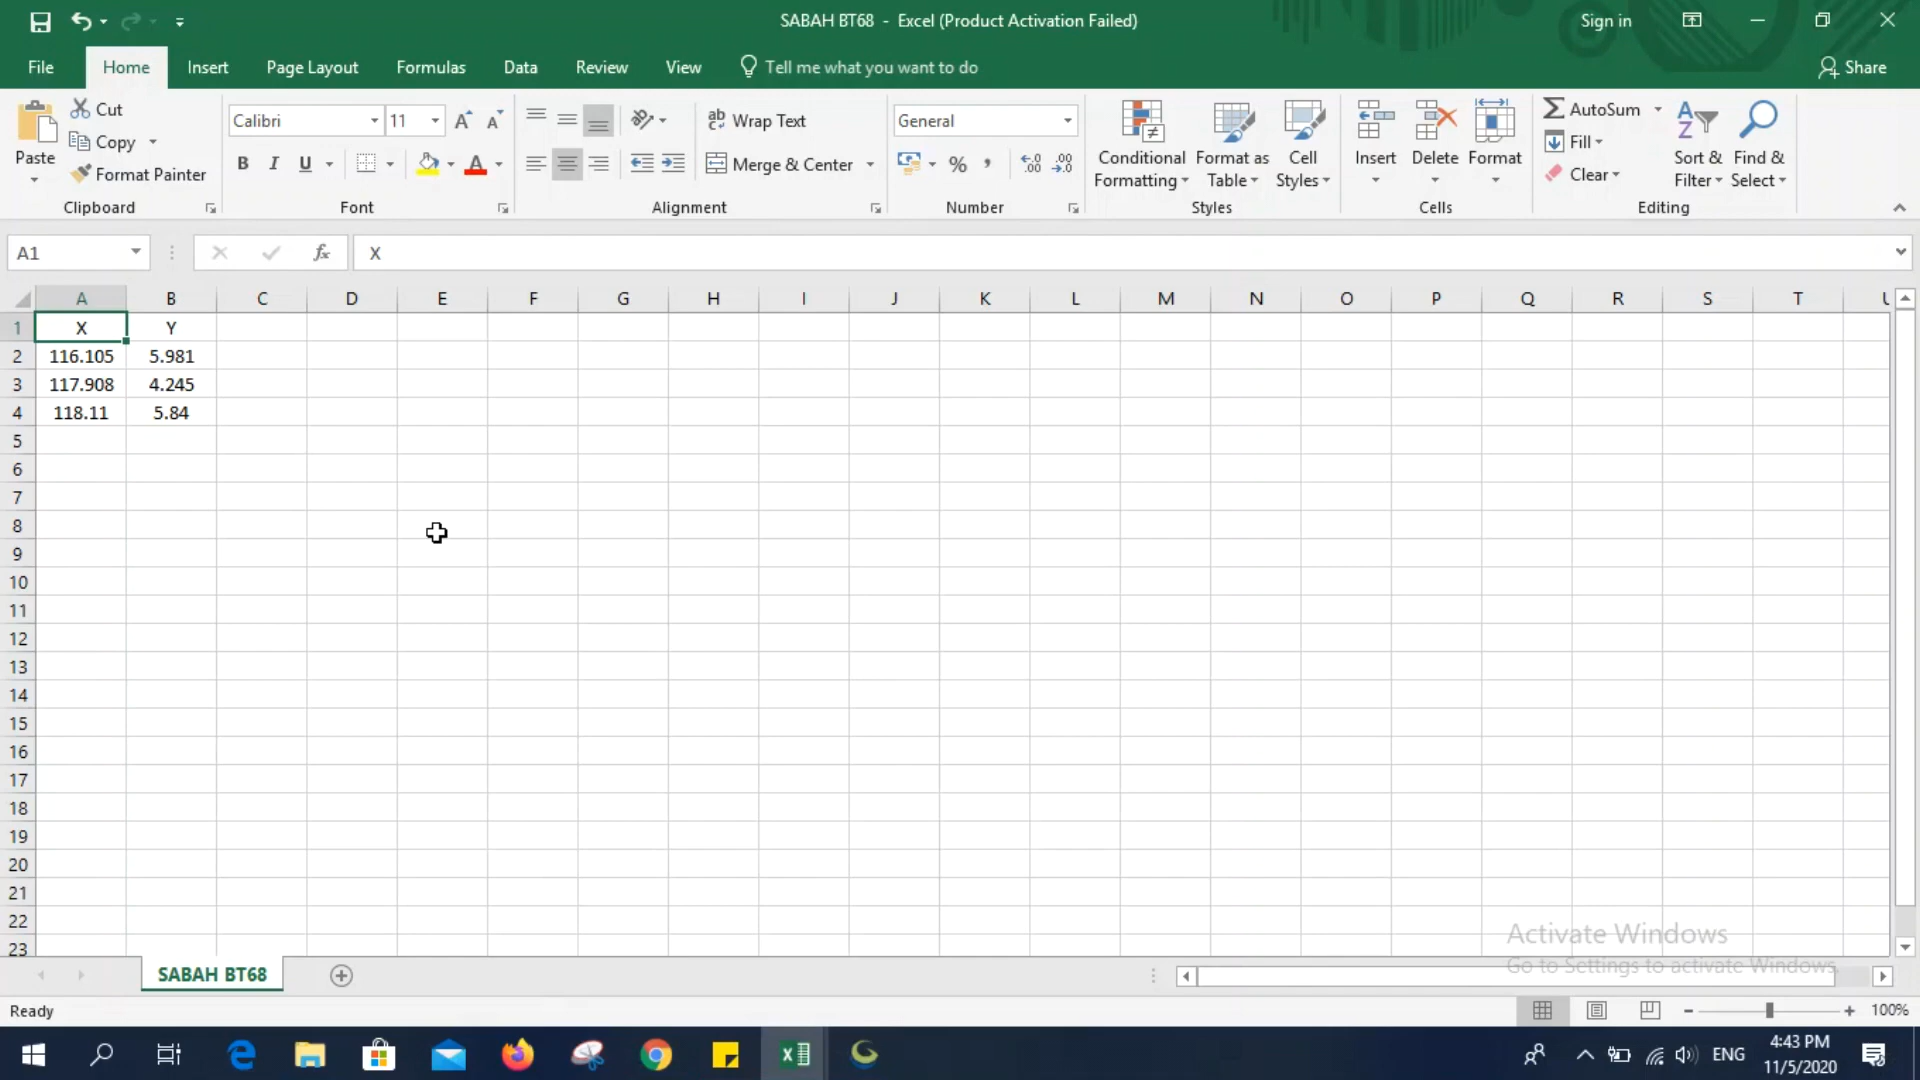 SABAH BT68 - Excel (Product Activation Failed)
Sign in
File Home Insert Page Layout Formulas Data Review View Tell me what you want to do Share
Paste
Cut
Copy
Format Painter
Clipboard
Calibri 11
B I U A
Font
Wrap Text
Merge & Center
Alignment
General
%
Number
Conditional Formatting
Format as Table
Cell Styles
Styles
Insert Delete Format
Cells
AutoSum
Fill
Clear
Sort & Filter
Find & Select
Editing
A1 fx X
A B C D E F G H I J K L M N O P Q R S T
1 X Y
2 116.105 5.981
3 117.908 4.245
4 118.11 5.84
5
6
7
8
9
10
11
12
13
14
15
16
17
18
19
20
21
22
23
Activate Windows
Go to Settings to activate Windows.
SABAH BT68
Ready 100%
ENG
4:43 PM
11/5/2020